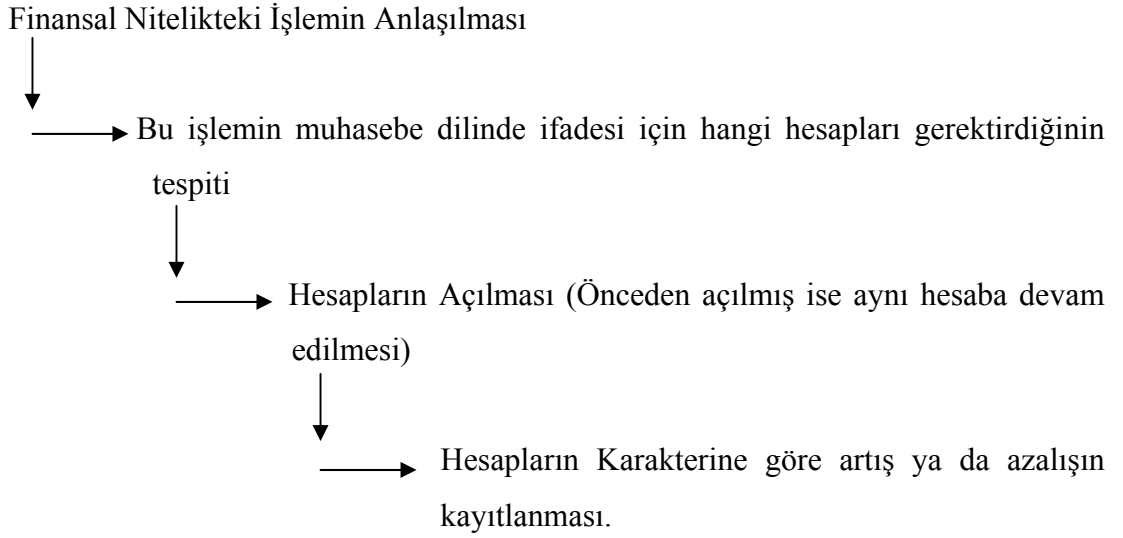 Finansal Nitelikteki İşlemin Anlaşılması
Bu işlemin muhasebe dilinde ifadesi için hangi hesapları gerektirdiğinin
tespiti
Hesapların Açılması (Önceden açılmış ise aynı hesaba devam
edilmesi)
Hesapların Karakterine göre artış ya da azalışın
kayıtlanması.